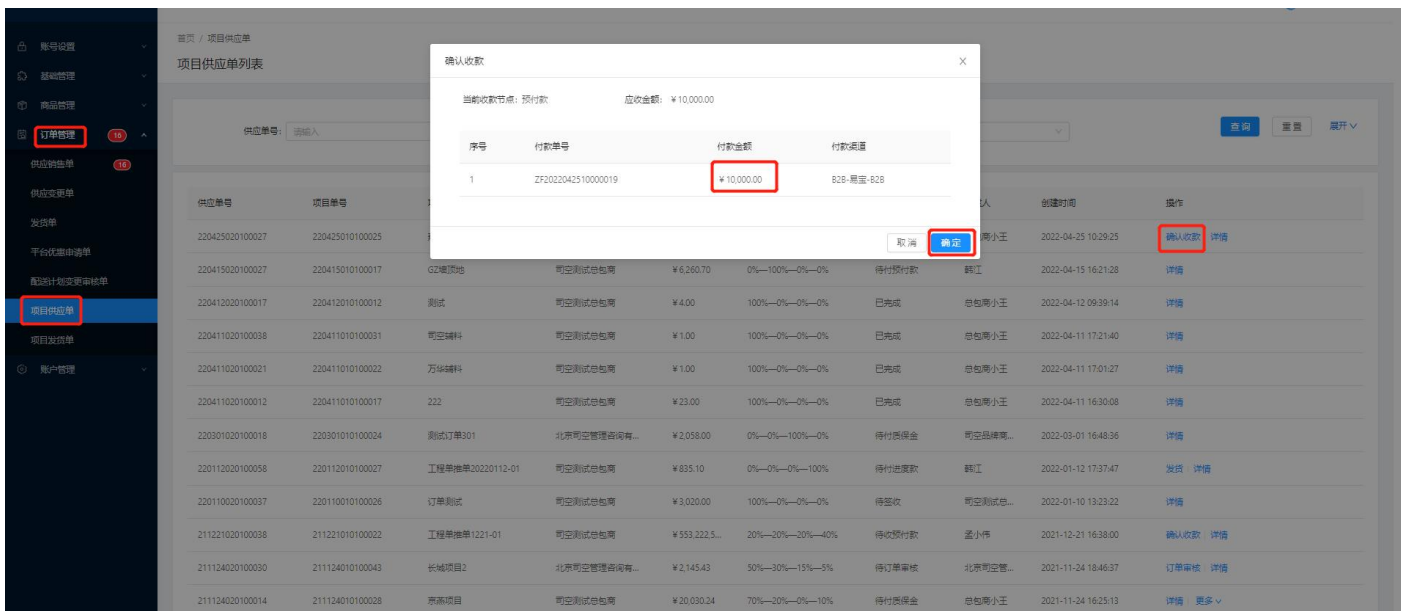 账号设置
基础管理
商品管理
订单管理 16
供应销售单 16
供应变更单
发货单
平台优惠申请单
配送计划变更审核单
项目供应单
项目发货单
账户管理
首页 / 项目供应单
项目供应单列表
供应单号: 请输入
查询 重置 展开
确认收款
当前收款节点: 预付款 应收金额: ¥10,000.00
序号 付款单号 付款金额 付款渠道
1 ZF2022042510000019 ¥10,000.00 B2B-易宝-B2B
取消 确定
供应单号 项目单号 人 创建时间 操作
220425020100027 220425010100025 商小王 2022-04-25 10:29:25 确认收款 详情
220415020100027 220415010100017 GZ墙顶地 司空测试总包商 ¥6,260.70 0%—100%—0%—0% 待付预付款 韩江 2022-04-15 16:21:28 详情
220412020100017 220412010100012 测试 司空测试总包商 ¥4.00 100%—0%—0%—0% 已完成 总包商小王 2022-04-12 09:39:14 详情
220411020100038 220411010100031 司空辅料 司空测试总包商 ¥1.00 100%—0%—0%—0% 已完成 总包商小王 2022-04-11 17:21:40 详情
220411020100021 220411010100022 万华辅料 司空测试总包商 ¥1.00 100%—0%—0%—0% 已完成 总包商小王 2022-04-11 17:01:27 详情
220411020100012 220411010100017 222 司空测试总包商 ¥23.00 100%—0%—0%—0% 已完成 总包商小王 2022-04-11 16:30:08 详情
220301020100018 220301010100024 测试订单301 北京司空管理咨询有... ¥2,058.00 0%—0%—100%—0% 待付质保金 司空品牌商... 2022-03-01 16:48:36 详情
220112020100058 220112010100027 工程单推单20220112-01 司空测试总包商 ¥835.10 0%—0%—0%—100% 待付进度款 韩江 2022-01-12 17:37:47 发货 详情
220110020100037 220110010100026 订单测试 司空测试总包商 ¥3,020.00 100%—0%—0%—0% 待签收 司空测试总... 2022-01-10 13:23:22 详情
211221020100038 211221010100022 工程单推单1221-01 司空测试总包商 ¥553,222.5... 20%—20%—20%—40% 待收预付款 孟小伟 2021-12-21 16:38:00 确认收款 详情
211124020100030 211124010100043 长城项目2 北京司空管理咨询有... ¥2,145.43 50%—30%—15%—5% 待订单审核 北京司空管... 2021-11-24 18:46:37 订单审核 详情
211124020100014 211124010100028 京燕项目 司空测试总包商 ¥20,030.24 70%—20%—0%—10% 待付质保金 总包商小王 2021-11-24 16:25:13 详情 更多